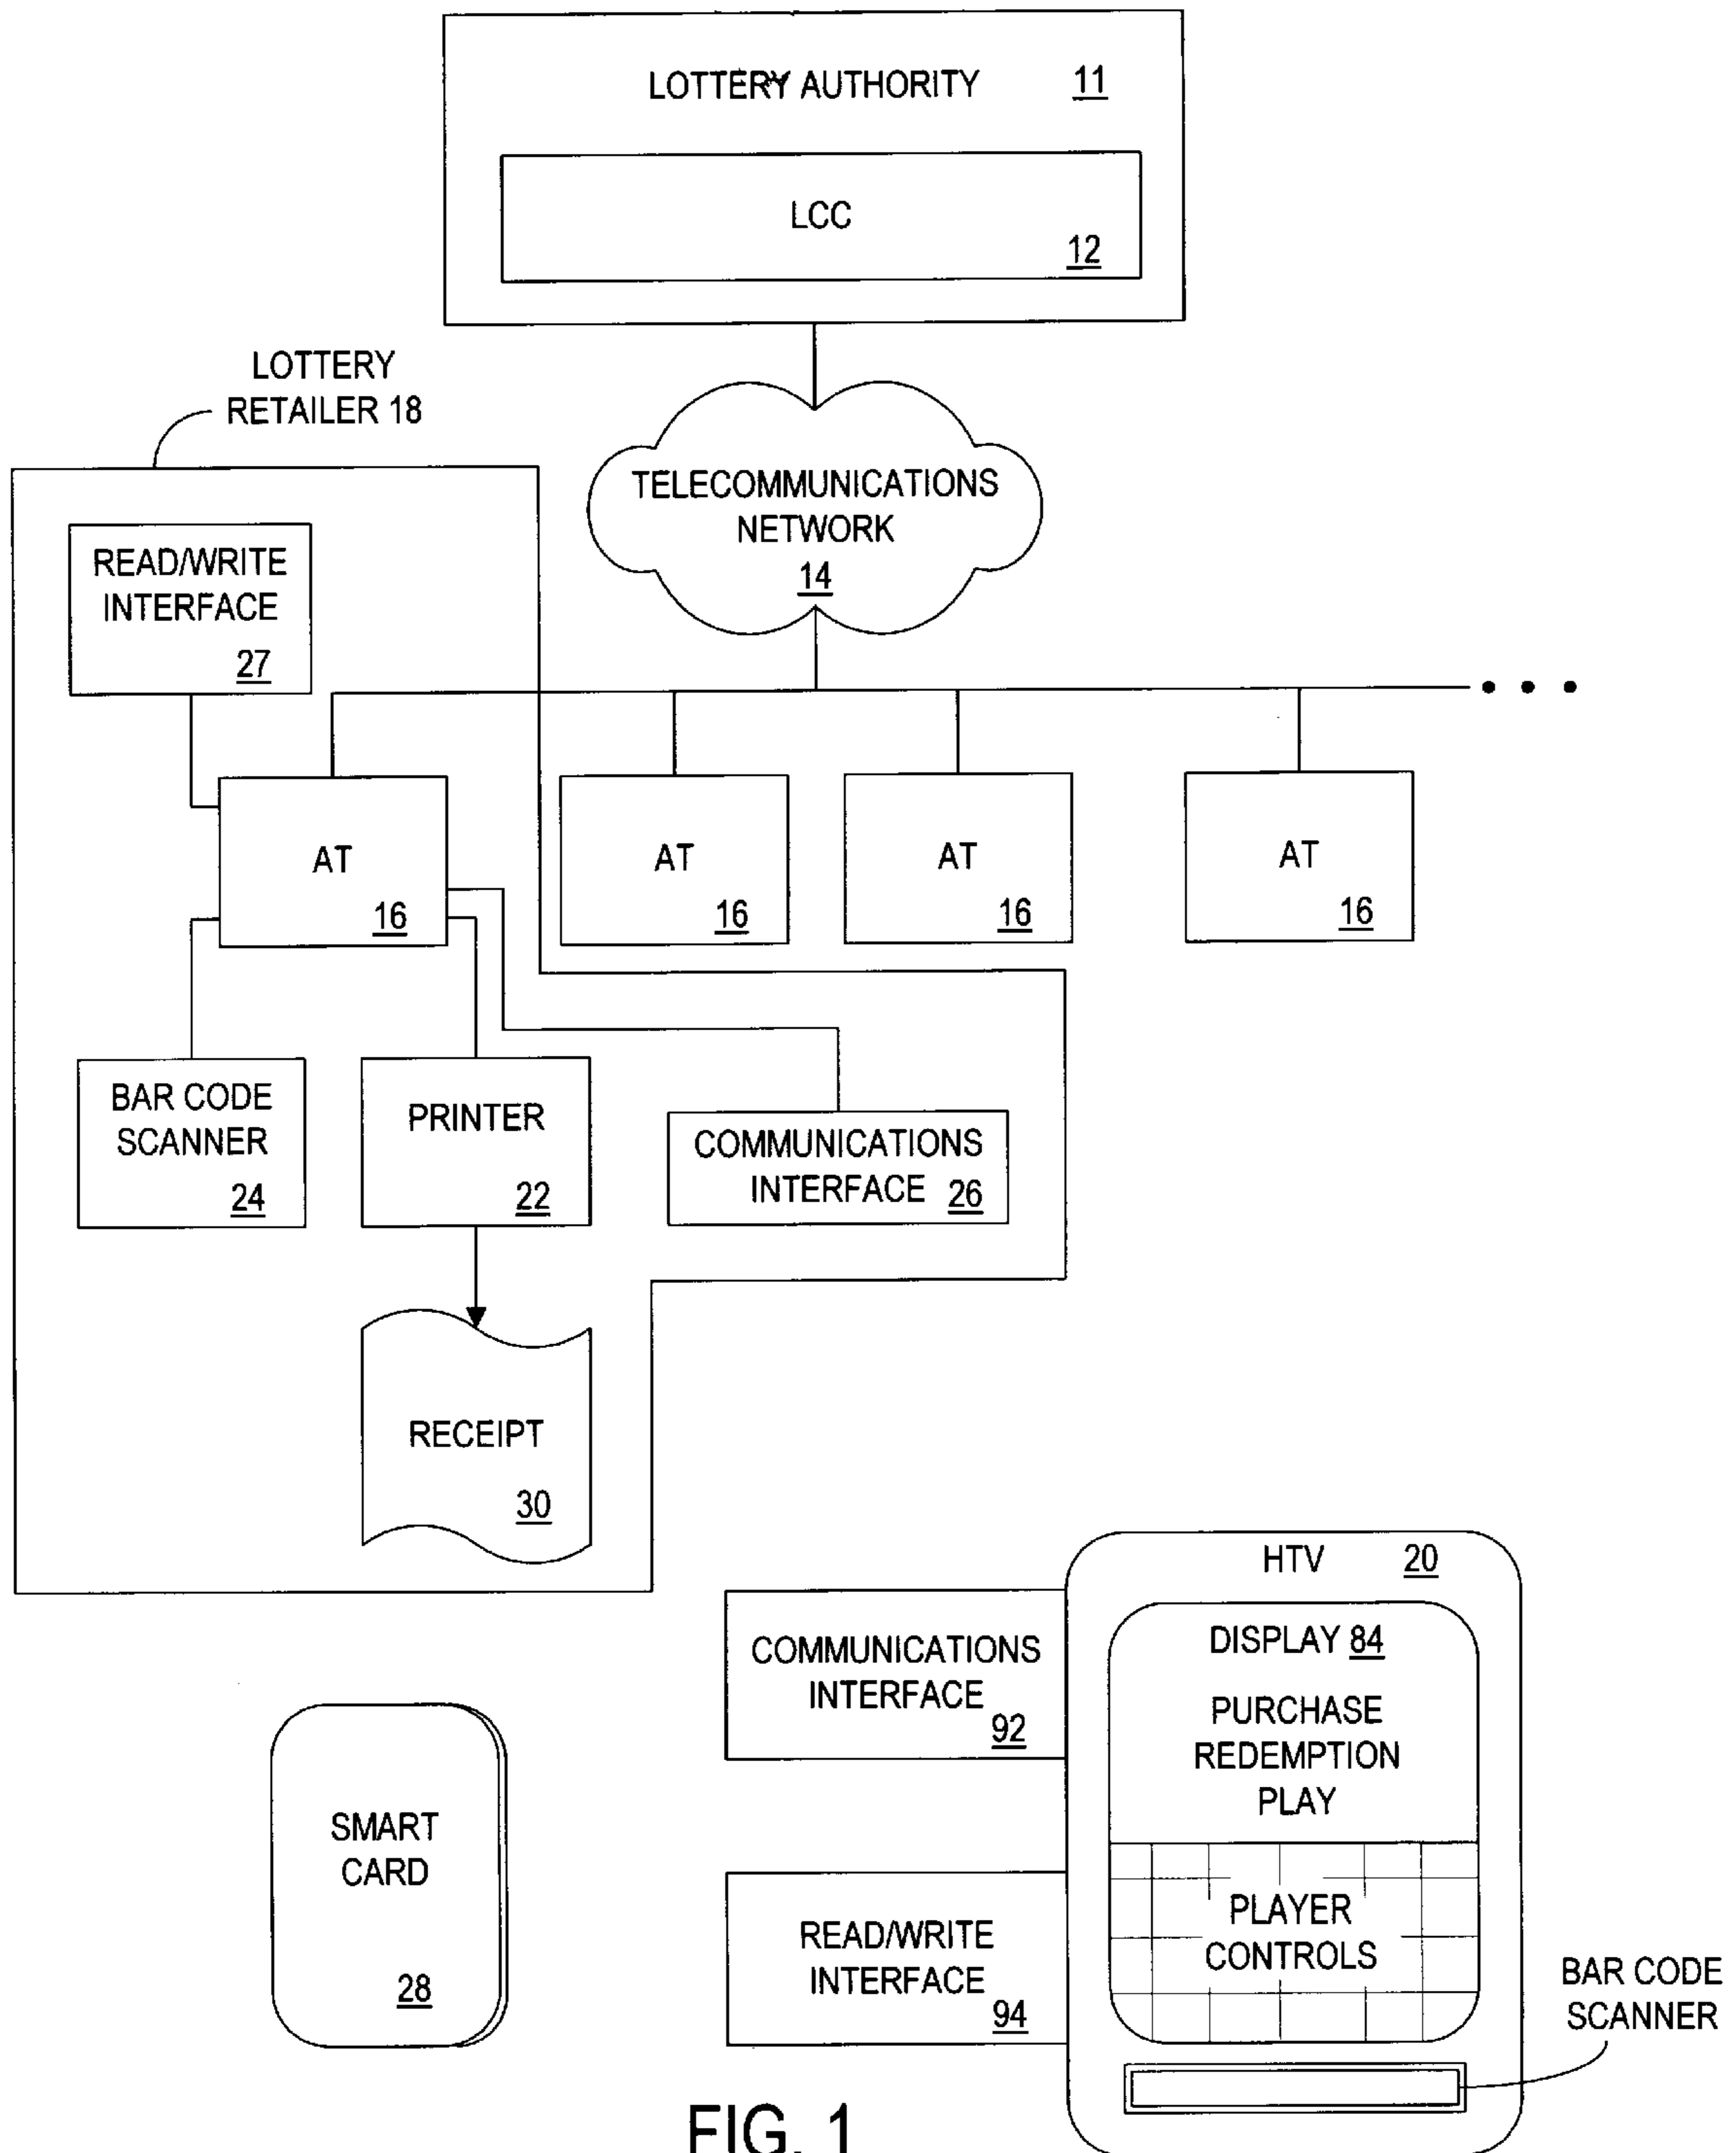 LOTTERY AUTHORITY 11
LCC
12
LOTTERY
RETAILER 18
TELECOMMUNICATIONS
NETWORK
14
READ/WRITE
INTERFACE
27
AT
16
AT
16
AT
16
AT
16
BAR CODE
SCANNER
24
PRINTER
22
COMMUNICATIONS
INTERFACE 26
RECEIPT
30
HTV 20
DISPLAY 84
PURCHASE
REDEMPTION
PLAY
PLAYER
CONTROLS
COMMUNICATIONS
INTERFACE
92
READ/WRITE
INTERFACE
94
SMART
CARD
28
BAR CODE
SCANNER
FIG. 1